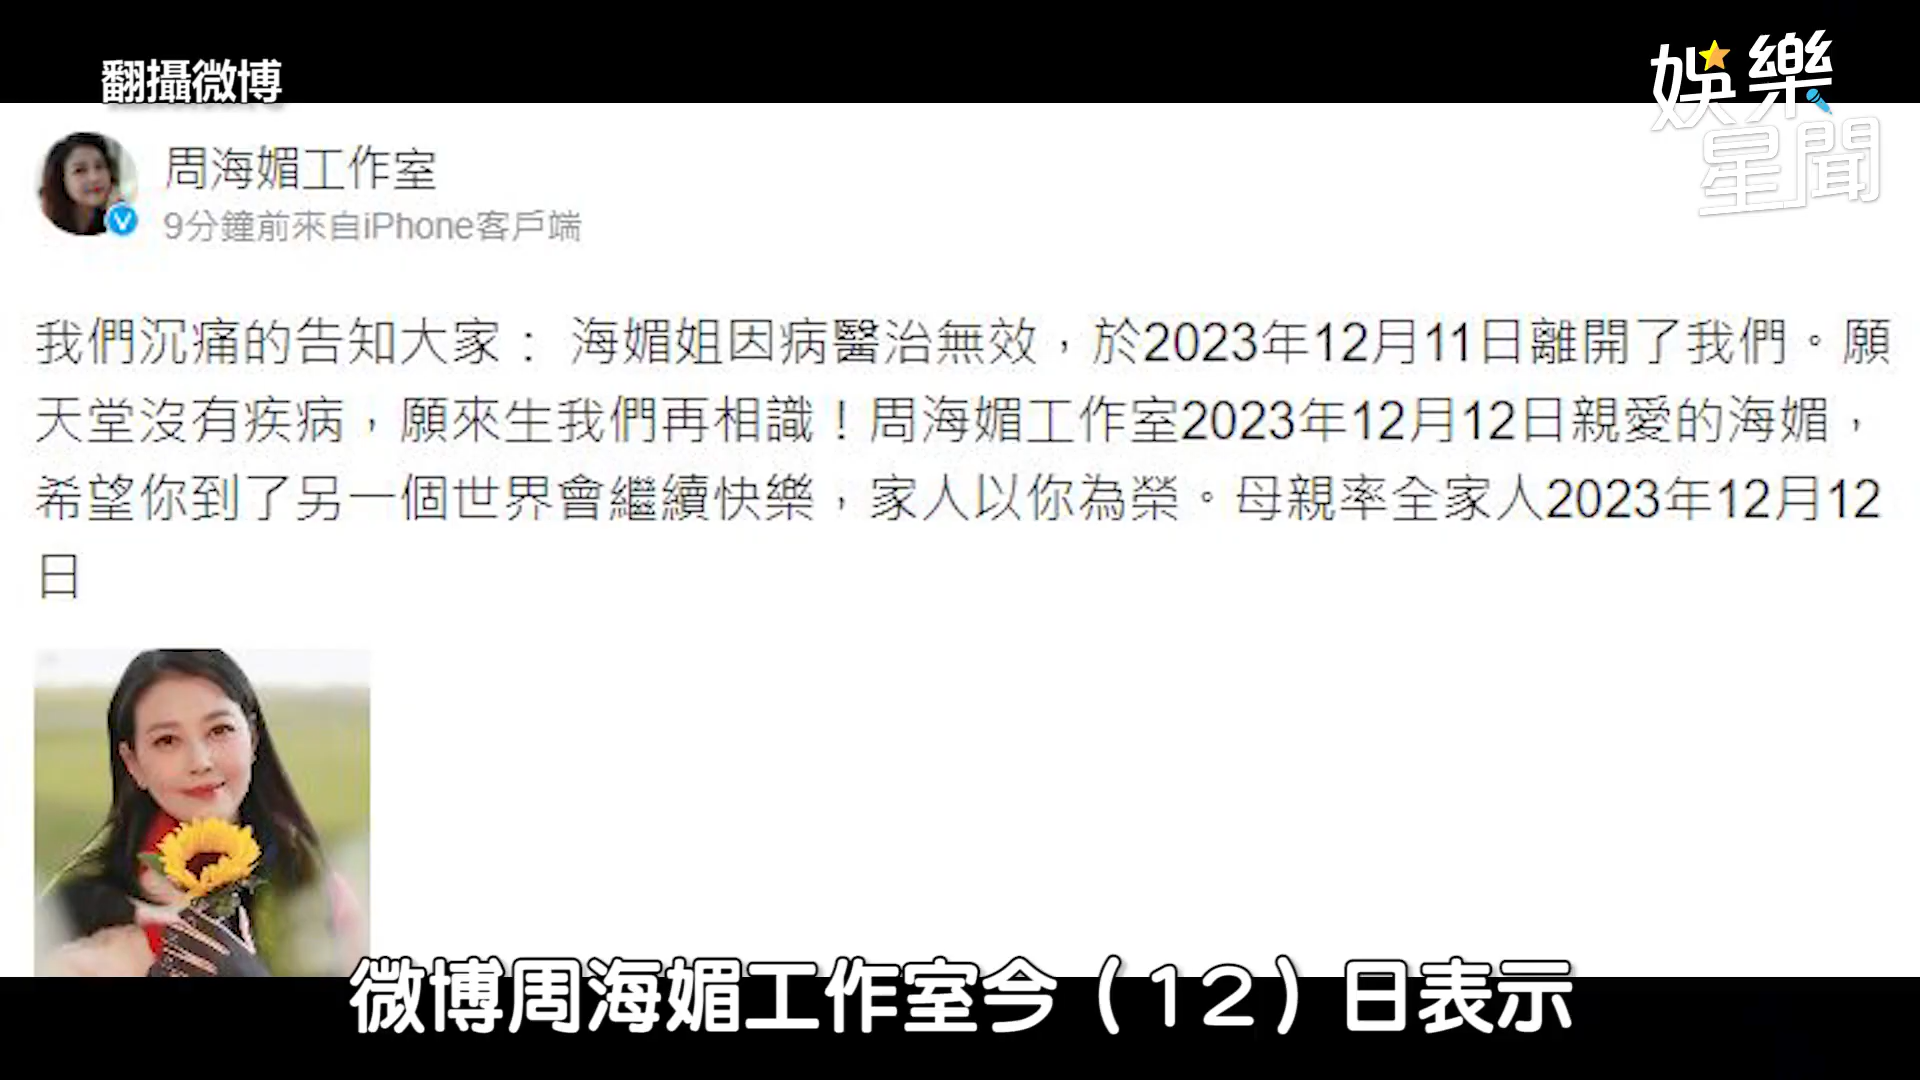 翻攝微博
娛樂
星聞
周海媚工作室
9分鐘前來自iPhone客戶端
我們沉痛的告知大家： 海媚姐因病醫治無效，於2023年12月11日離開了我們。願
天堂沒有疾病，願來生我們再相識！周海媚工作室2023年12月12日親愛的海媚，
希望你到了另一個世界會繼續快樂，家人以你為榮。母親率全家人2023年12月12
日
微博周海媚工作室今（12）日表示